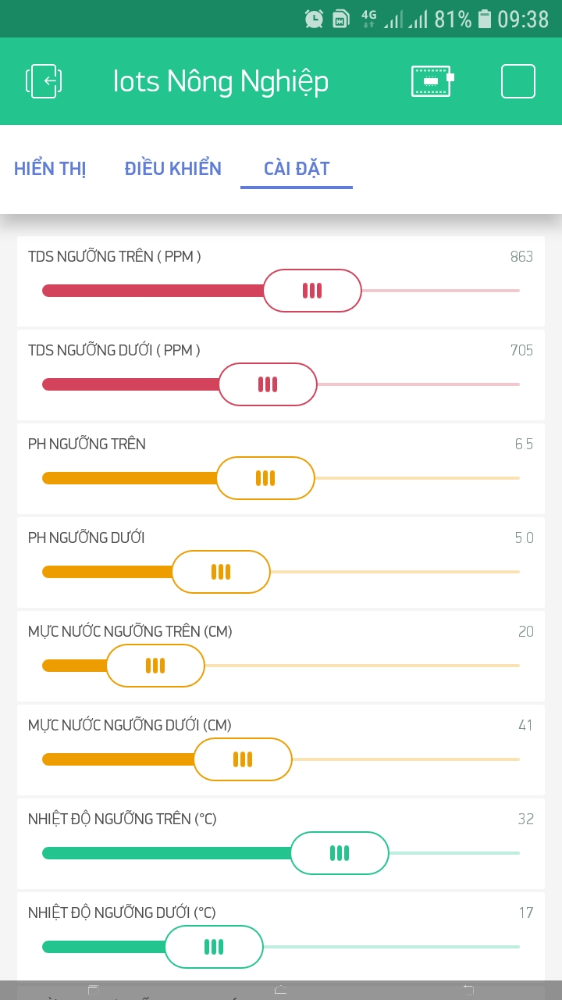 4G 81% 09:38
Iots Nông Nghiệp
HIỂN THỊ ĐIỀU KHIỂN CÀI ĐẶT
TDS NGƯỠNG TRÊN ( PPM ) 863
TDS NGƯỠNG DƯỚI ( PPM ) 705
PH NGƯỠNG TRÊN 6.5
PH NGƯỠNG DƯỚI 5.0
MỰC NƯỚC NGƯỠNG TRÊN (CM) 20
MỰC NƯỚC NGƯỠNG DƯỚI (CM) 41
NHIỆT ĐỘ NGƯỠNG TRÊN (°C) 32
NHIỆT ĐỘ NGƯỠNG DƯỚI (°C) 17